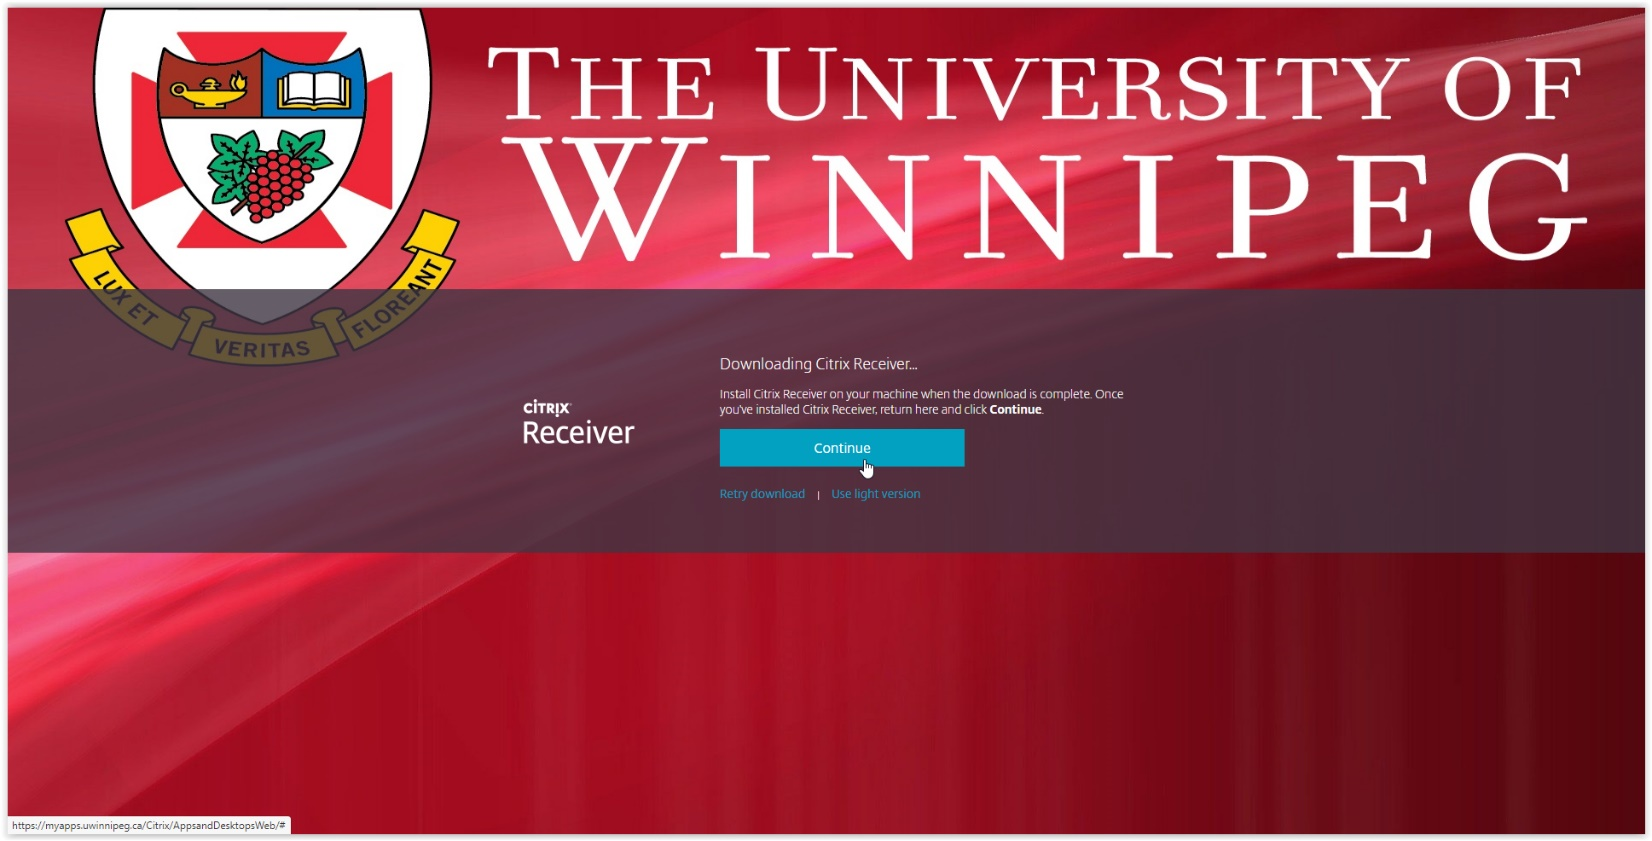 THE UNIVERSITY OF
WINNIPEG
LUX ET VERITAS FLOREANT
Downloading Citrix Receiver...
Install Citrix Receiver on your machine when the download is complete. Once
you've installed Citrix Receiver, return here and click Continue.
CITRIX
Receiver
Continue
Retry download | Use light version
https://myapps.uwinnipeg.ca/Citrix/AppsandDesktopsWeb/#